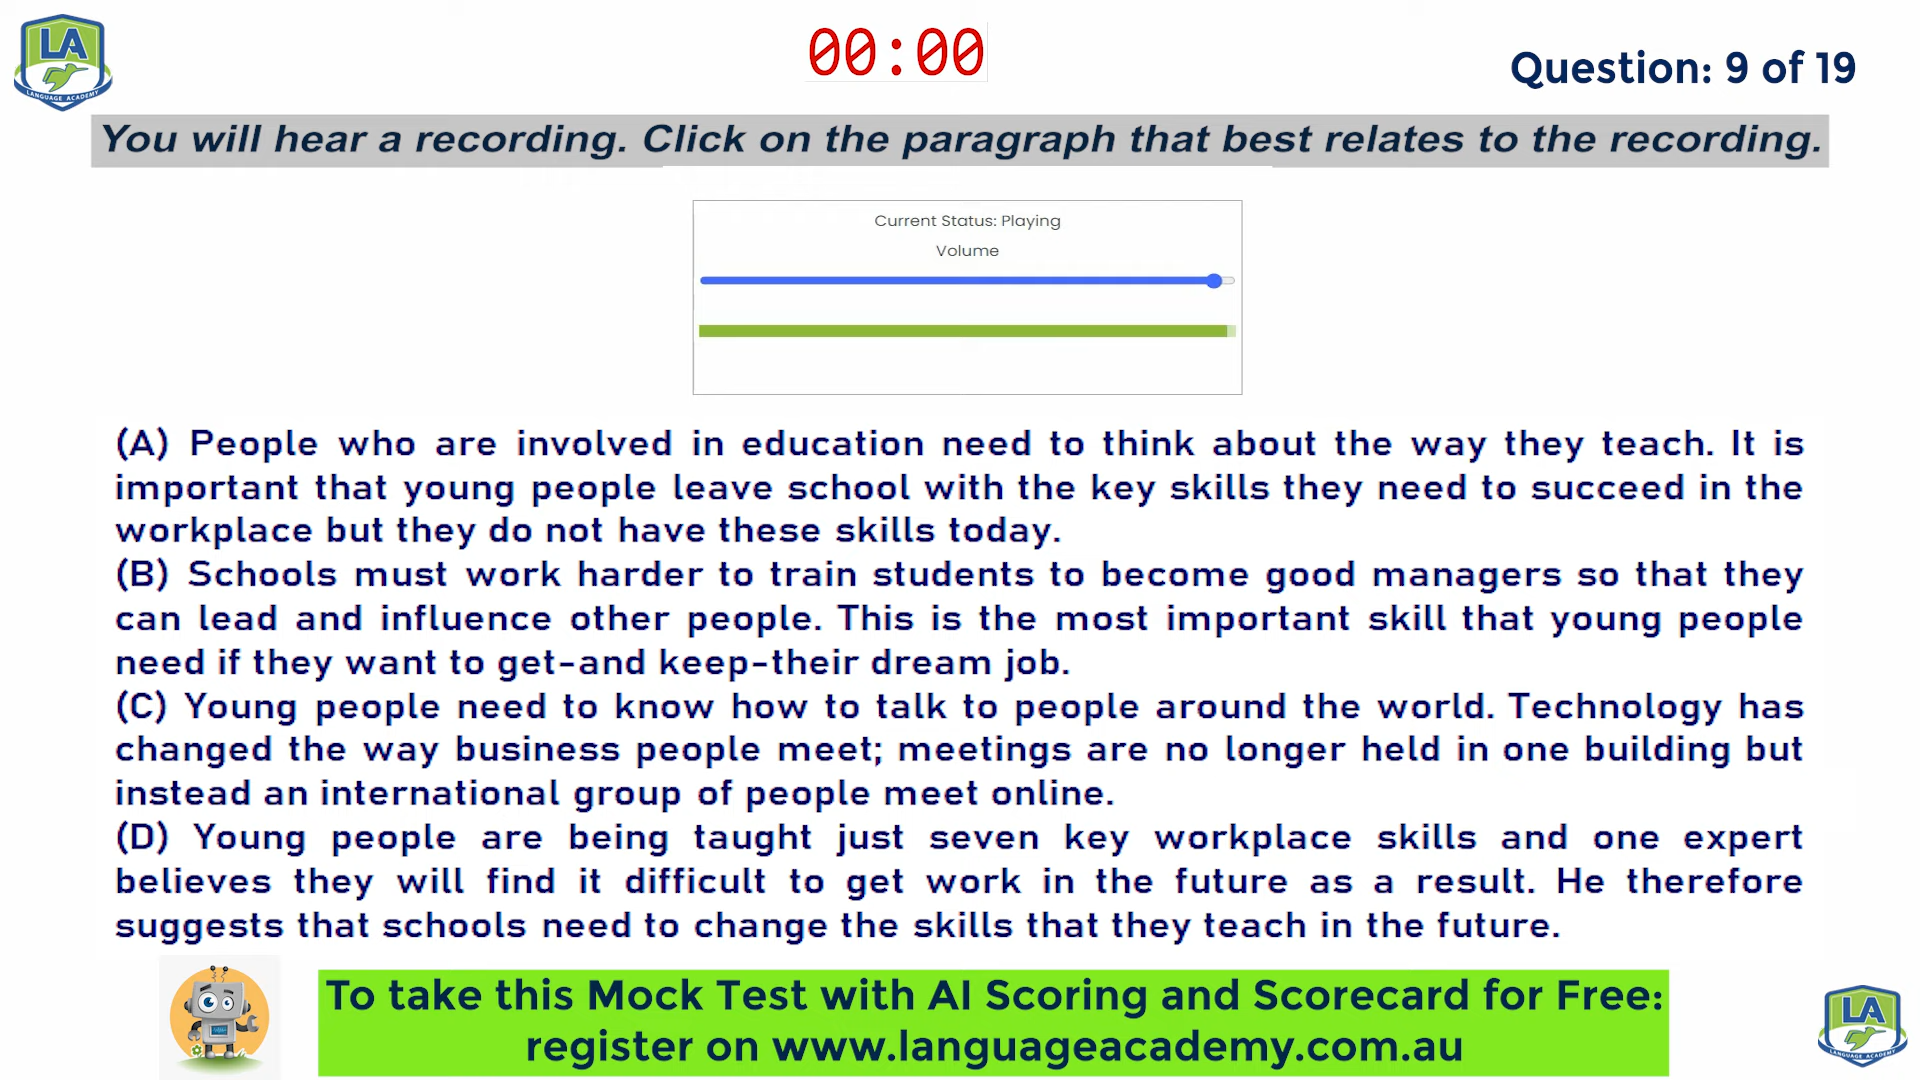 LA
LANGUAGE ACADEMY
00:00
Question: 9 of 19
You will hear a recording. Click on the paragraph that best relates to the recording.
Current Status: Playing
Volume
(A) People who are involved in education need to think about the way they teach. It is
important that young people leave school with the key skills they need to succeed in the
workplace but they do not have these skills today.
(B) Schools must work harder to train students to become good managers so that they
can lead and influence other people. This is the most important skill that young people
need if they want to get-and keep-their dream job.
(C) Young people need to know how to talk to people around the world. Technology has
changed the way business people meet; meetings are no longer held in one building but
instead an international group of people meet online.
(D) Young people are being taught just seven key workplace skills and one expert
believes they will find it difficult to get work in the future as a result. He therefore
suggests that schools need to change the skills that they teach in the future.
To take this Mock Test with AI Scoring and Scorecard for Free:
register on www.languageacademy.com.au
LA
LANGUAGE ACADEMY